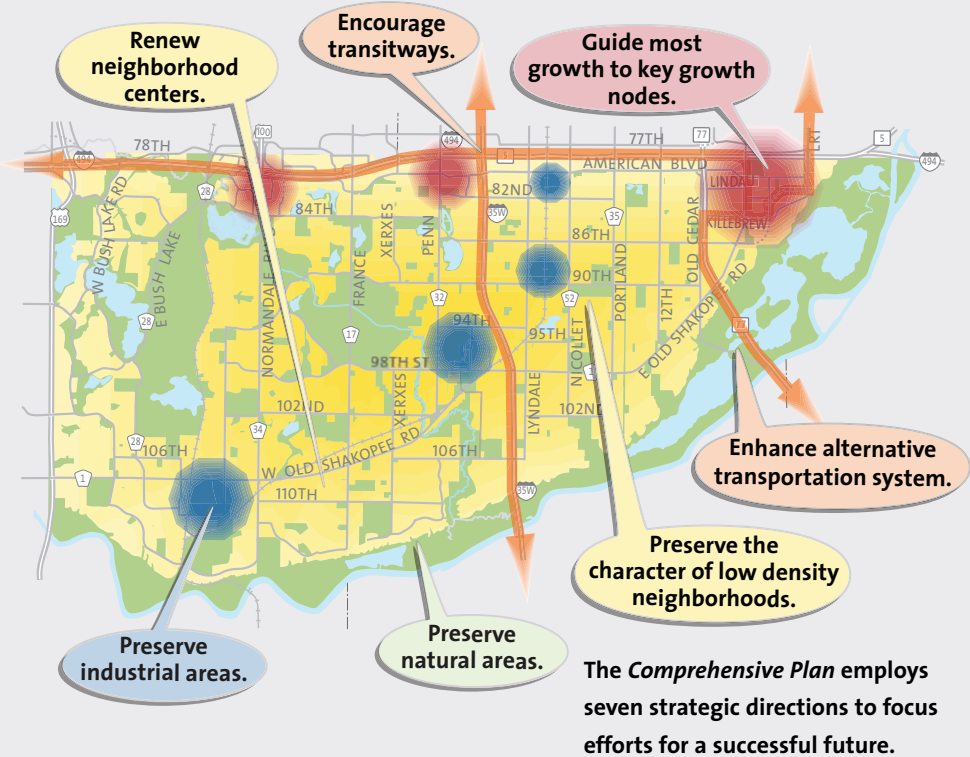 Renew
neighborhood
centers.
Encourage
transitways.
Guide most
growth to key growth
nodes.
100
494
77TH
77
5
LRT
78TH
494
5
AMERICAN BLVD
494
28
82ND
LINDAU
169
W BUSH LAKE RD
84TH
XERXES
PENN
35W
35
KILLEBREW
E BUSH LAKE
86TH
OLD CEDAR
FRANCE
90TH
PORTLAND
12TH
32
52
28
94TH
77
17
95TH
NICOLLET
E OLD SHAKOPEE RD
98TH ST
XERXES
LYNDALE
102ND
102ND
34
28
106TH
W OLD SHAKOPEE RD
106TH
1
110TH
35W
Enhance alternative
transportation system.
Preserve the
character of low density
neighborhoods.
Preserve
industrial areas.
Preserve
natural areas.
The Comprehensive Plan employs
seven strategic directions to focus
efforts for a successful future.